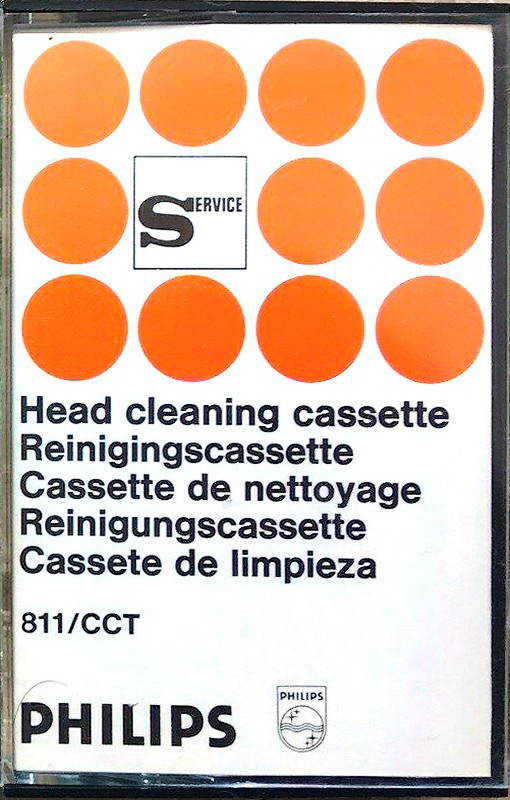 SERVICE
Head cleaning cassette
Reinigingscassette
Cassette de nettoyage
Reinigungscassette
Cassete de limpieza
811/CCT
PHILIPS
PHILIPS